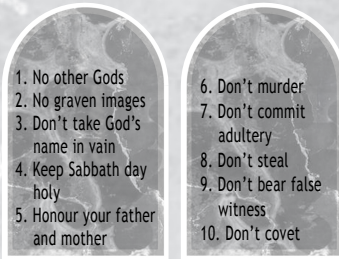 1. No other Gods
2. No graven images
3. Don't take God's
name in vain
4. Keep Sabbath day
holy
5. Honour your father
and mother
6. Don't murder
7. Don't commit
adultery
8. Don't steal
9. Don't bear false
witness
10. Don't covet